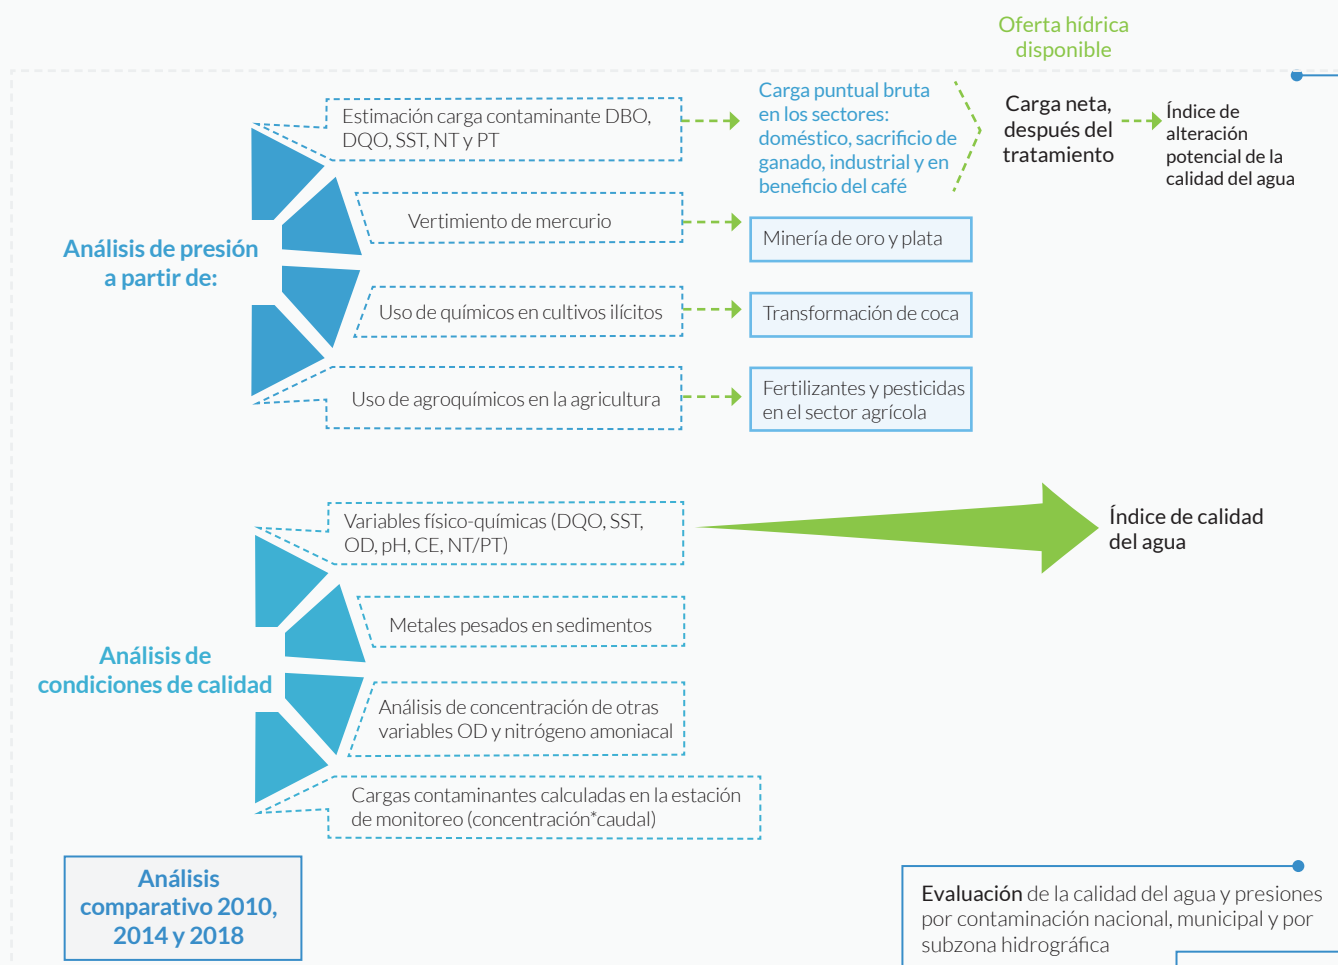 Oferta hídrica
disponible
Análisis de presión
a partir de:
Estimación carga contaminante DBO,
DQO, SST, NT y PT
Carga puntual bruta
en los sectores:
doméstico, sacrificio de
ganado, industrial y en
beneficio del café
Carga neta,
después del
tratamiento
Índice de
alteración
potencial de la
calidad del agua
Vertimiento de mercurio
Minería de oro y plata
Uso de químicos en cultivos ilícitos
Transformación de coca
Uso de agroquímicos en la agricultura
Fertilizantes y pesticidas
en el sector agrícola
Análisis de
condiciones de calidad
Variables físico-químicas (DQO, SST,
OD, pH, CE, NT/PT)
Índice de calidad
del agua
Metales pesados en sedimentos
Análisis de concentración de otras
variables OD y nitrógeno amoniacal
Cargas contaminantes calculadas en la estación
de monitoreo (concentración*caudal)
Análisis
comparativo 2010,
2014 y 2018
Evaluación de la calidad del agua y presiones
por contaminación nacional, municipal y por
subzona hidrográfica